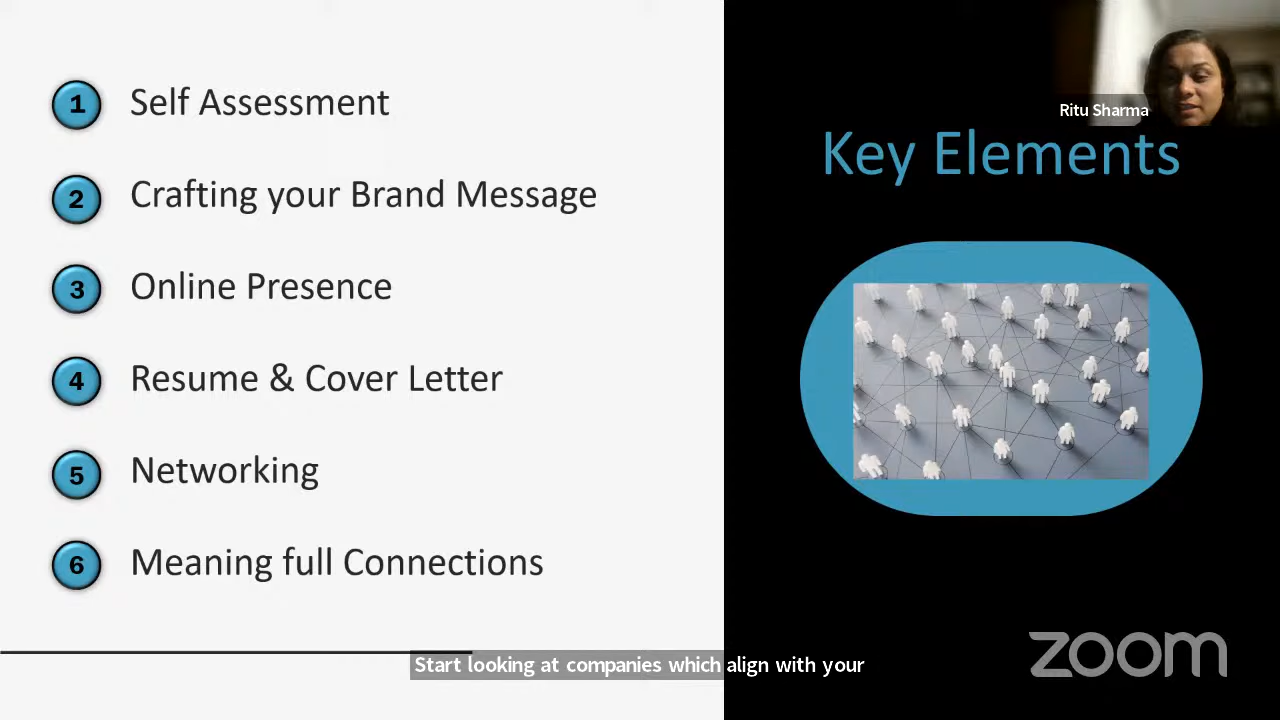 1 Self Assessment
2 Crafting your Brand Message
3 Online Presence
4 Resume & Cover Letter
5 Networking
6 Meaning full Connections
Ritu Sharma
Key Elements
Start looking at companies which align with your
zoom